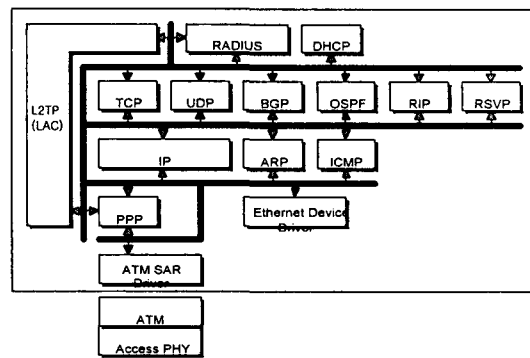 RADIUS
DHCP
L2TP
(LAC)
TCP
UDP
BGP
OSPF
RIP
RSVP
IP
ARP
ICMP
PPP
Ethernet Device
Driver
ATM SAR
Driver
ATM
Access PHY